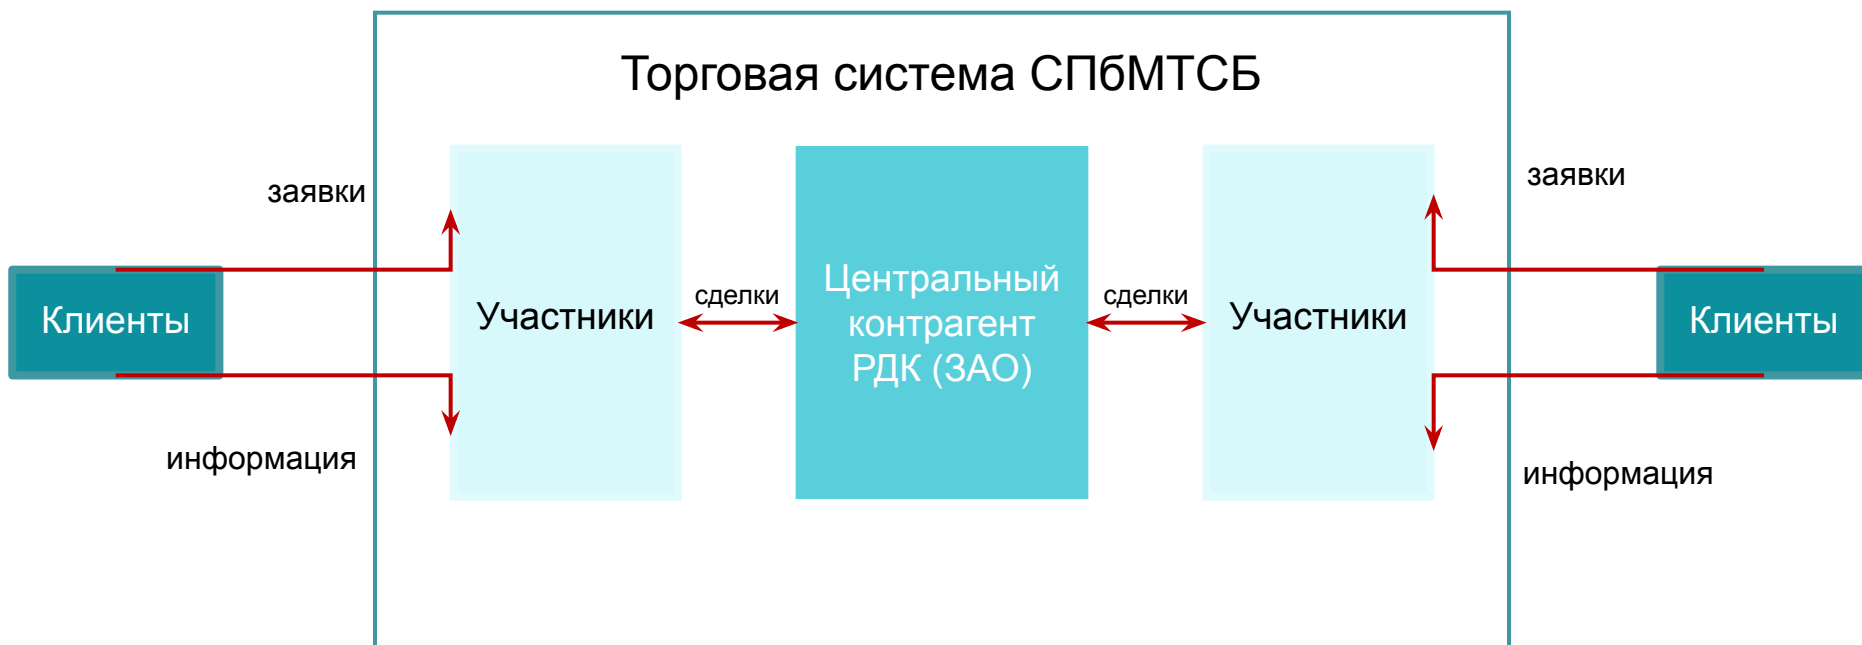 Торговая система СПбМТСБ
заявки
заявки
Клиенты
Участники
сделки
Центральный
контрагент
РДК (ЗАО)
сделки
Участники
Клиенты
информация
информация